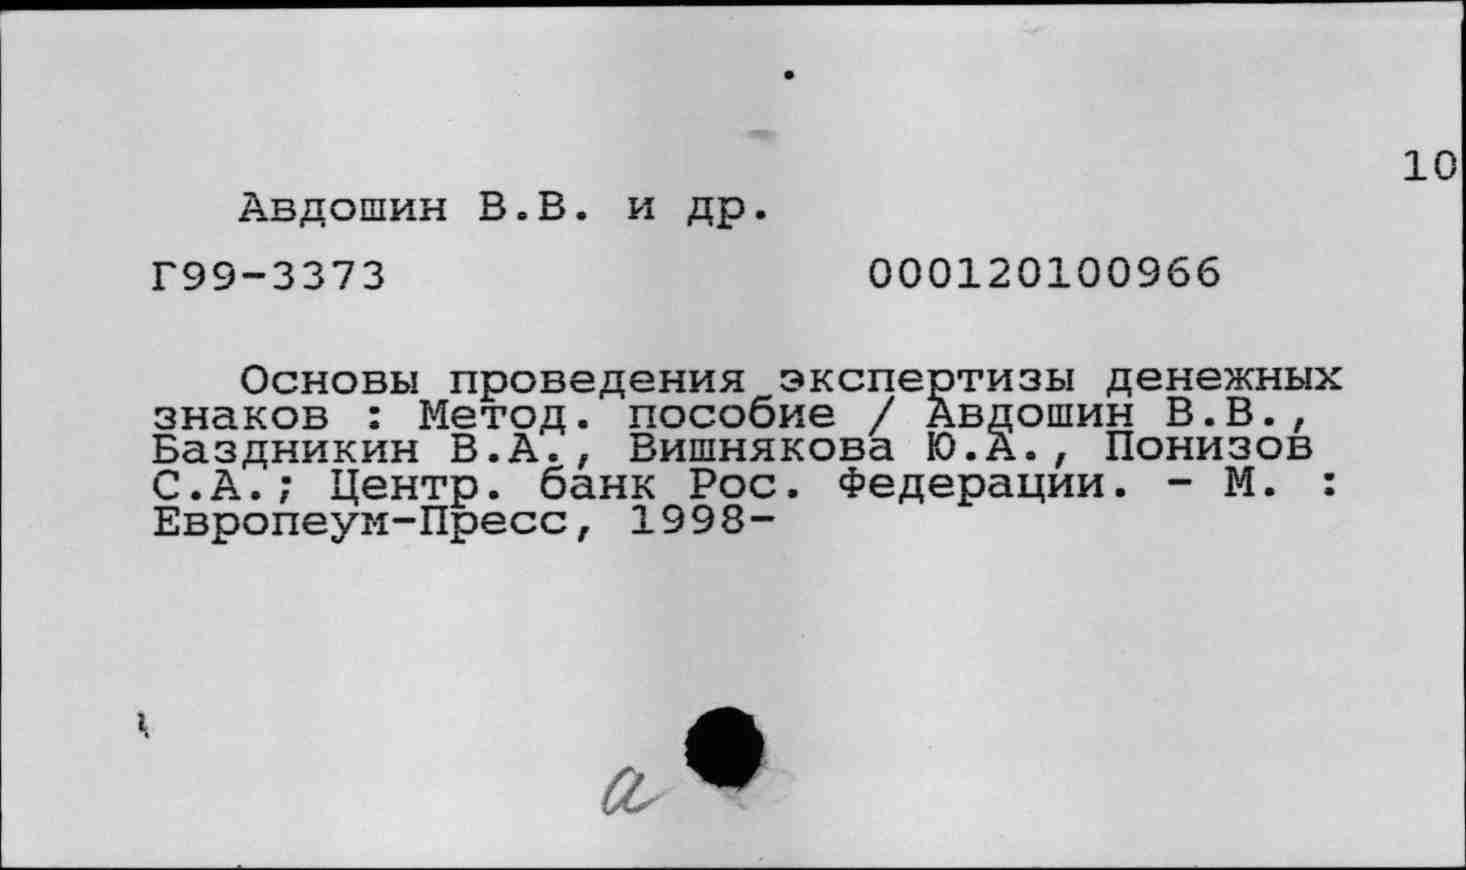 10
Авдошин В.В. и др.
Г99-3373 000120100966
Основы проведения экспертизы денежных
знаков : Метод. пособие / Авдошин В.В.,
Баздникин В.А., Вишнякова Ю.А., Понизов
С.А.; Центр. банк Рос. Федерации. - М. :
Европеум-Пресс, 1998-
а